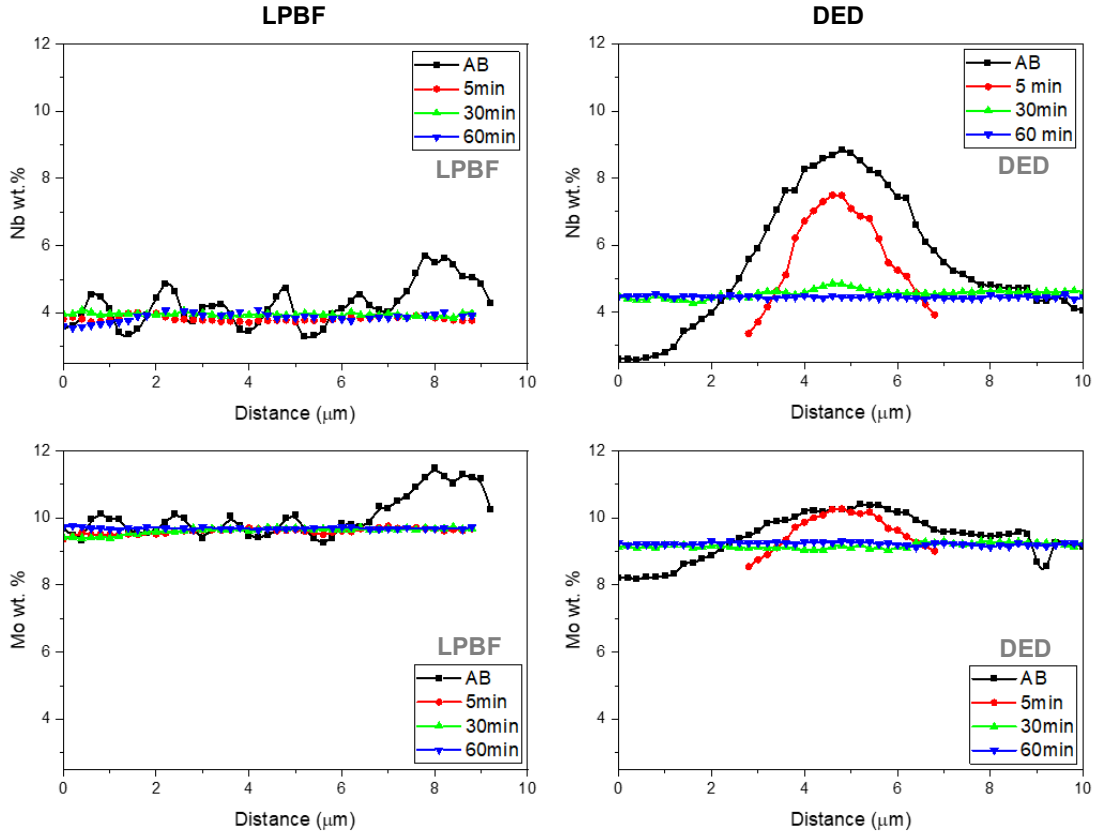 LPBF
DED
12
10
8
6
4
0
2
4
6
8
10
Nb wt.%
Distance (μm)
AB
5min
30min
60min
LPBF
12
10
8
6
4
0
2
4
6
8
10
Nb wt.%
Distance (μm)
AB
5 min
30min
60 min
DED
12
10
8
6
4
0
2
4
6
8
10
Mo wt. %
Distance (μm)
LPBF
AB
5min
30min
60min
12
10
8
6
4
0
2
4
6
8
10
Mo wt. %
Distance (μm)
DED
AB
5min
30min
60min